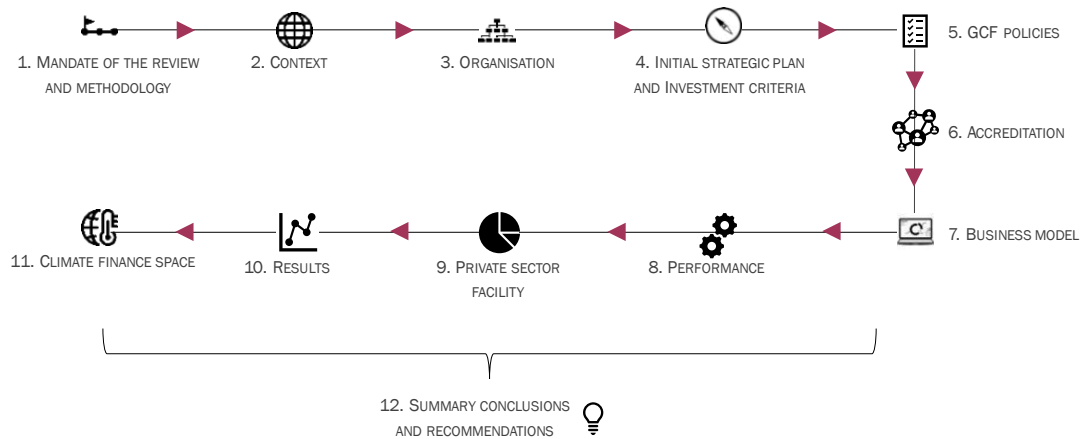 1. MANDATE OF THE REVIEW
AND METHODOLOGY
2. CONTEXT
3. ORGANISATION
4. INITIAL STRATEGIC PLAN
AND INVESTMENT CRITERIA
5. GCF POLICIES
6. ACCREDITATION
7. BUSINESS MODEL
8. PERFORMANCE
9. PRIVATE SECTOR
FACILITY
10. RESULTS
11. CLIMATE FINANCE SPACE
12. SUMMARY CONCLUSIONS
AND RECOMMENDATIONS